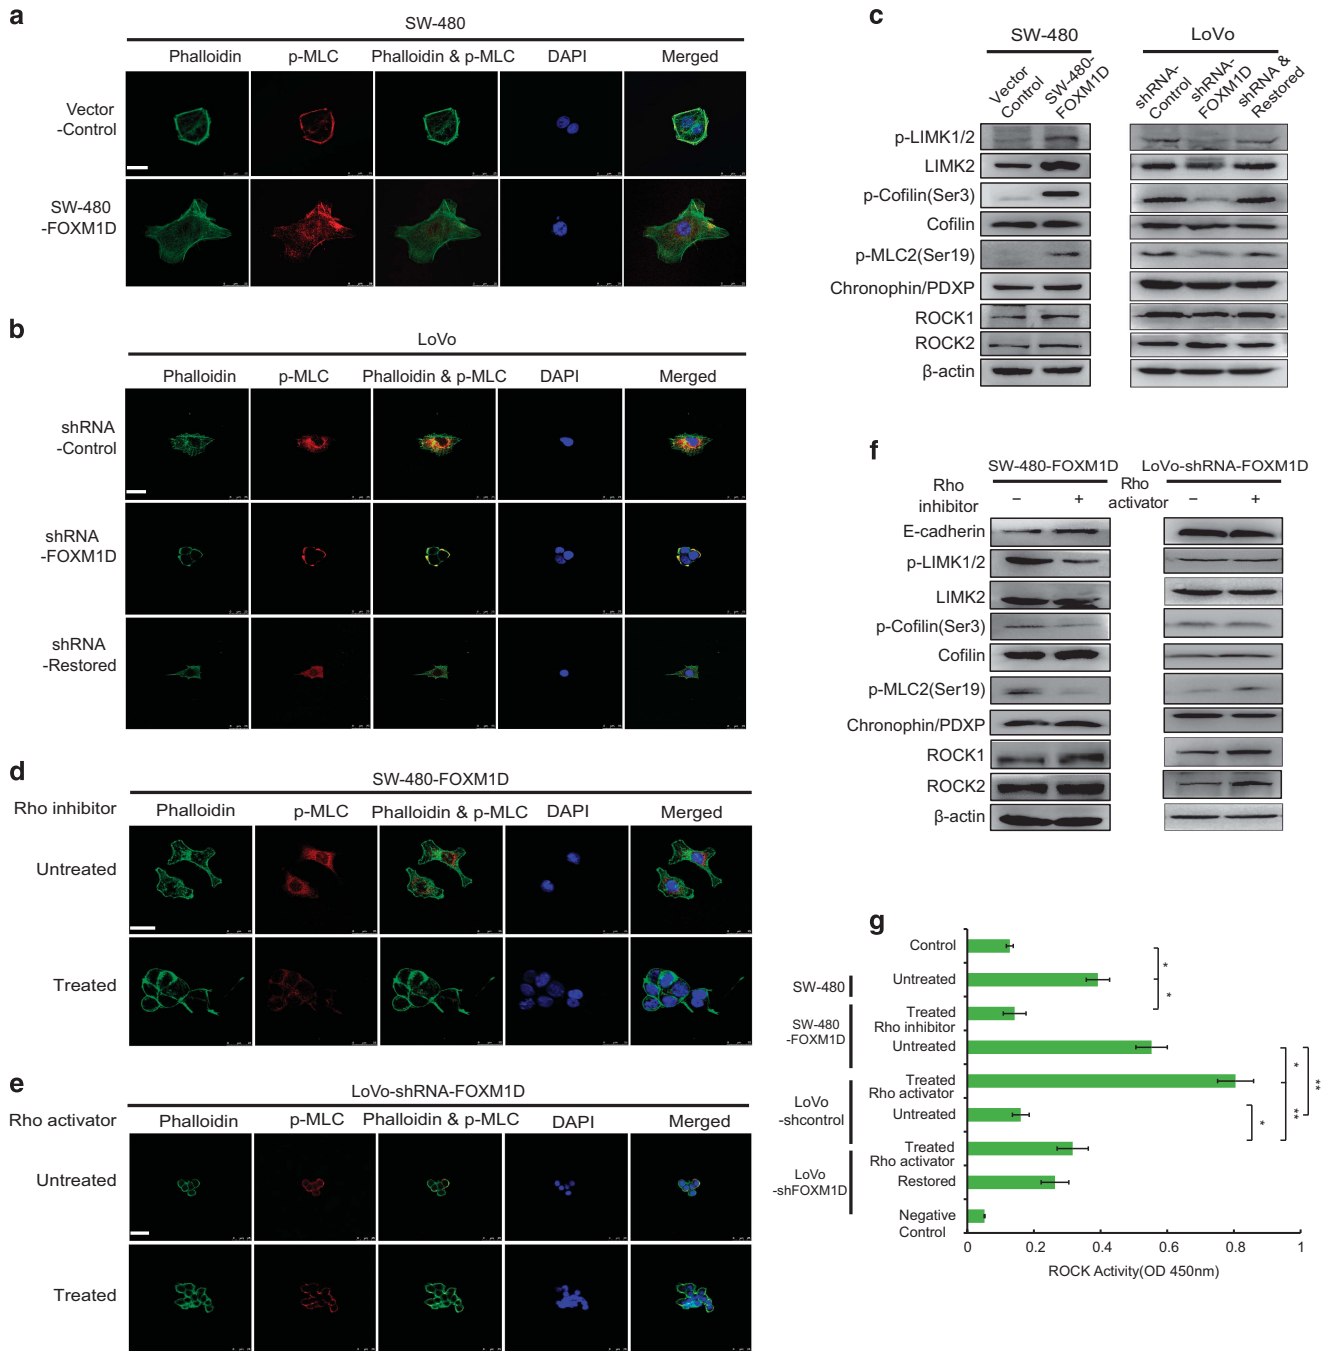 a
SW-480
Phalloidin p-MLC Phalloidin & p-MLC DAPI Merged
Vector
-Control
SW-480
-FOXM1D
b
LoVo
Phalloidin p-MLC Phalloidin & p-MLC DAPI Merged
shRNA
-Control
shRNA
-FOXM1D
shRNA
-Restored
c
SW-480 LoVo
Vector
Control
SW-480-
FOXM1D
shRNA-
Control
shRNA-
FOXM1D
shRNA &
Restored
p-LIMK1/2
LIMK2
p-Cofilin(Ser3)
Cofilin
p-MLC2(Ser19)
Chronophin/PDXP
ROCK1
ROCK2
β-actin
d
SW-480-FOXM1D
Rho inhibitor
Phalloidin p-MLC Phalloidin & p-MLC DAPI Merged
Untreated
Treated
e
LoVo-shRNA-FOXM1D
Rho activator
Phalloidin p-MLC Phalloidin & p-MLC DAPI Merged
Untreated
Treated
f
SW-480-FOXM1D LoVo-shRNA-FOXM1D
Rho
inhibitor
− +
Rho
activator
− +
E-cadherin
p-LIMK1/2
LIMK2
p-Cofilin(Ser3)
Cofilin
p-MLC2(Ser19)
Chronophin/PDXP
ROCK1
ROCK2
β-actin
g
SW-480
SW-480
-FOXM1D
LoVo
-shcontrol
LoVo
-shFOXM1D
Control
Untreated
Treated
Rho inhibitor
Untreated
Treated
Rho activator
Untreated
Treated
Rho activator
Restored
Negative
Control
*
*
*
**
**
*
0 0.2 0.4 0.6 0.8 1
ROCK Activity(OD 450nm)